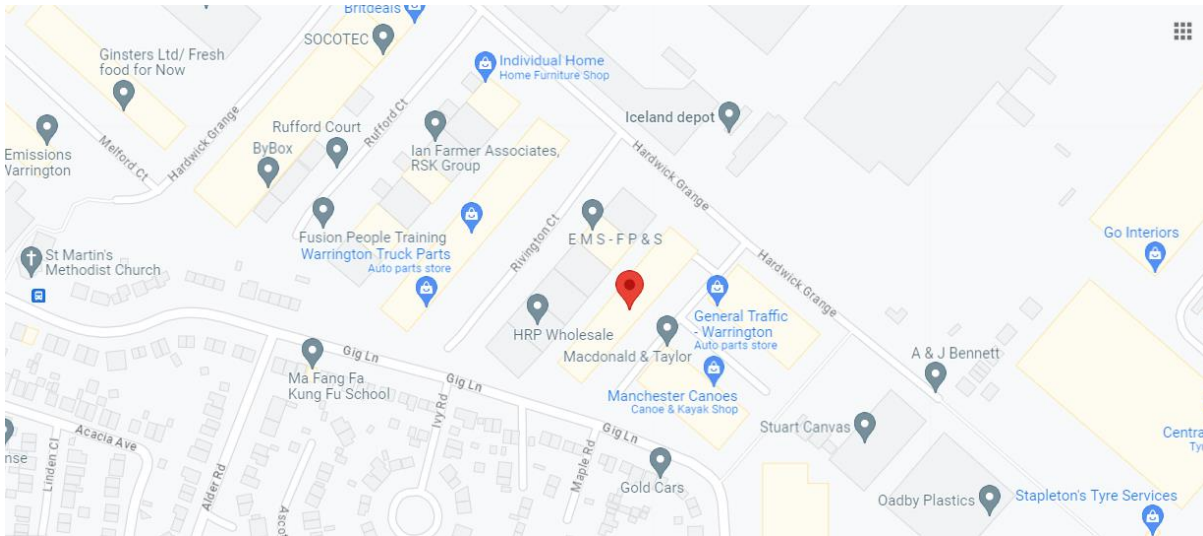 Britdeals
SOCOTEC
Ginsters Ltd/ Fresh
food for Now
Individual Home
Home Furniture Shop
Hardwick Grange
Melford Ct
Emissions
Warrington
Rufford Court
Rufford Ct
ByBox
Ian Farmer Associates,
RSK Group
Iceland depot
Hardwick Grange
Fusion People Training
Warrington Truck Parts
Auto parts store
Rivington Ct
E M S - F P & S
Hardwick Grange
Go Interiors
St Martin's
Methodist Church
HRP Wholesale
General Traffic
- Warrington
Auto parts store
Macdonald & Taylor
A & J Bennett
Gig Ln
Ma Fang Fa
Kung Fu School
Gig Ln
Manchester Canoes
Canoe & Kayak Shop
Ivy Rd
Gig Ln
Stuart Canvas
Acacia Ave
Linden Cl
Alder Rd
Maple Rd
Gold Cars
Oadby Plastics
Stapleton's Tyre Services
Centra
Ty
nse
Ascot